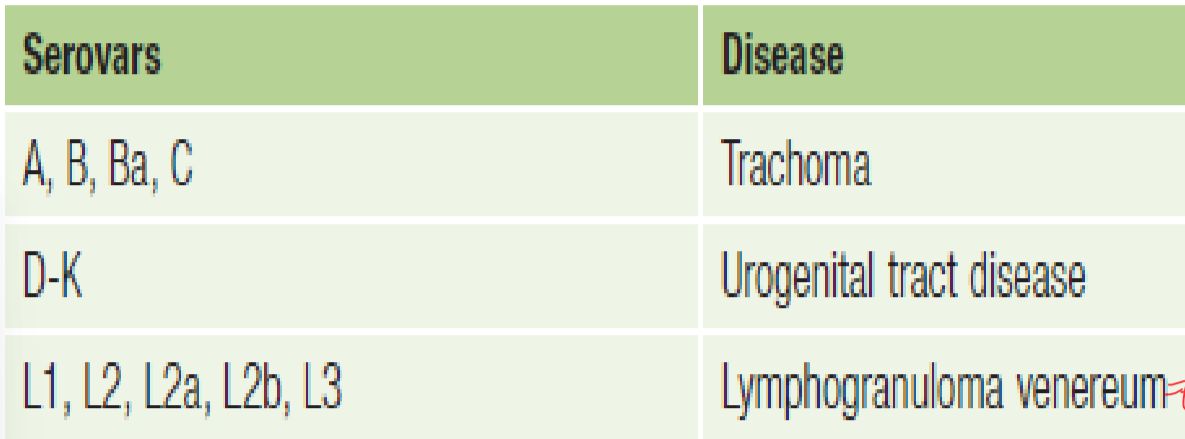 Serovars Disease
A, B, Ba, C Trachoma
D-K Urogenital tract disease
L1, L2, L2a, L2b, L3 Lymphogranuloma venereum